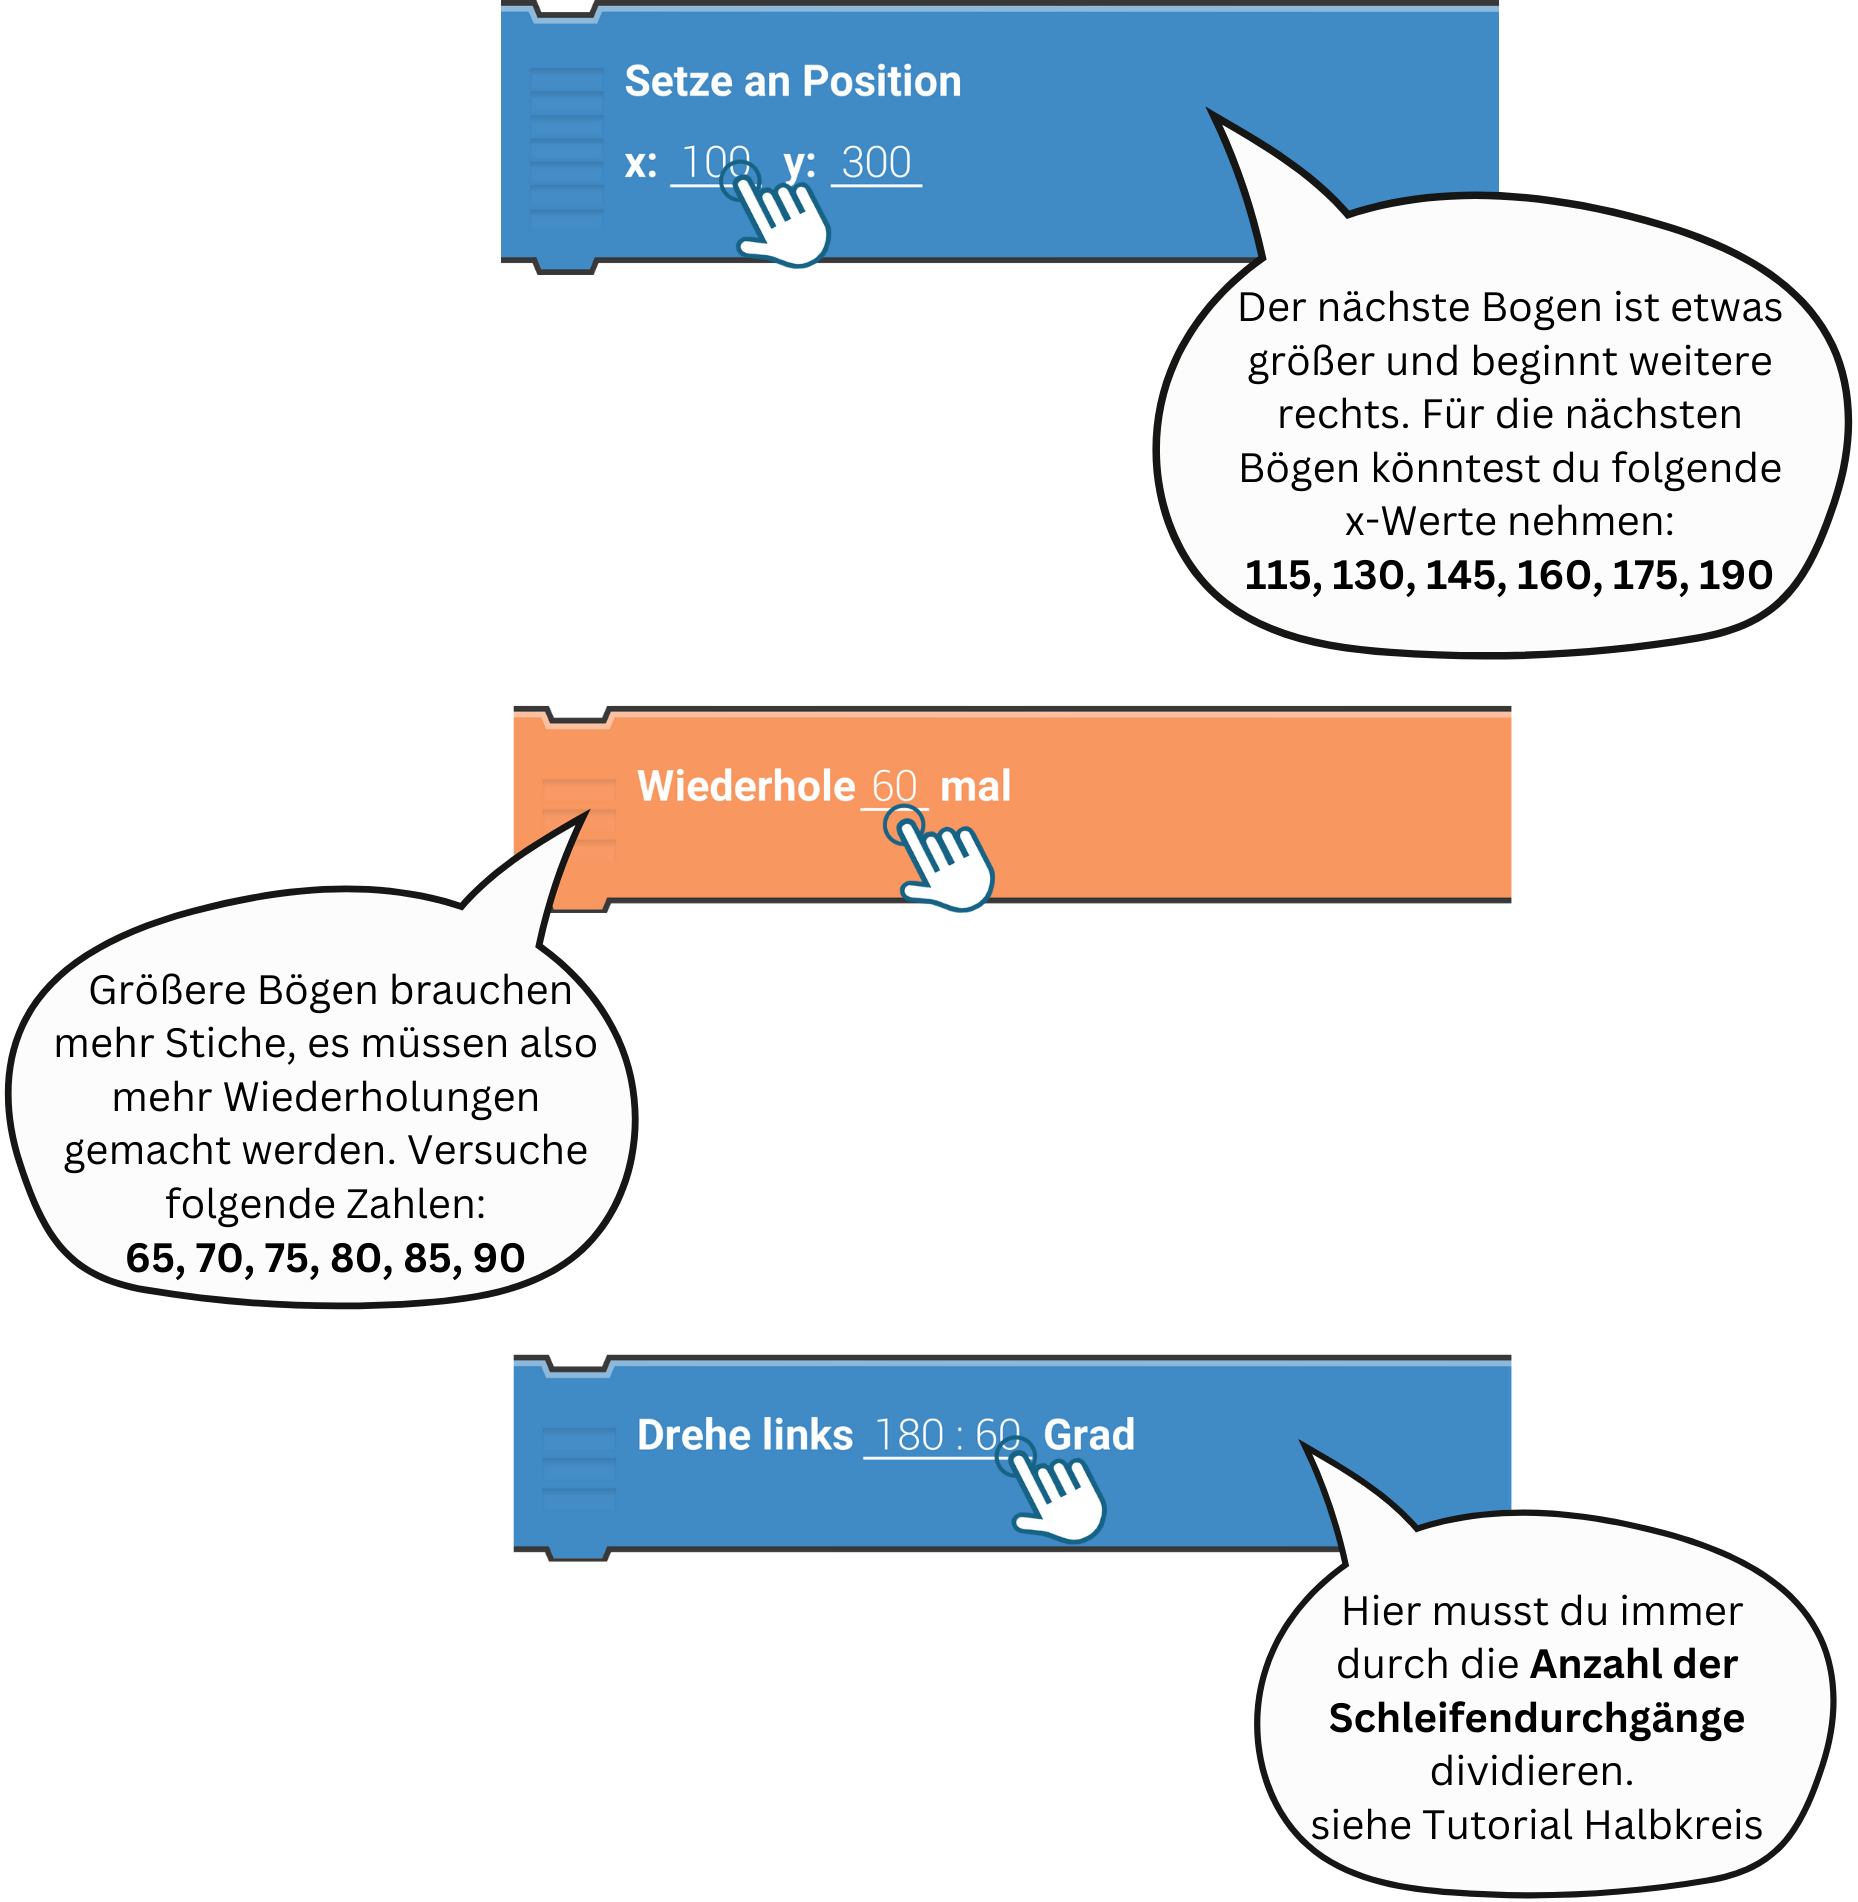 Setze an Position
x: 100 y: 300
Der nächste Bogen ist etwas
größer und beginnt weitere
rechts. Für die nächsten
Bögen könntest du folgende
x-Werte nehmen:
115, 130, 145, 160, 175, 190
Wiederhole 60 mal
Größere Bögen brauchen
mehr Stiche, es müssen also
mehr Wiederholungen
gemacht werden. Versuche
folgende Zahlen:
65, 70, 75, 80, 85, 90
Drehe links 180 : 60 Grad
Hier musst du immer
durch die Anzahl der
Schleifendurchgänge
dividieren.
siehe Tutorial Halbkreis